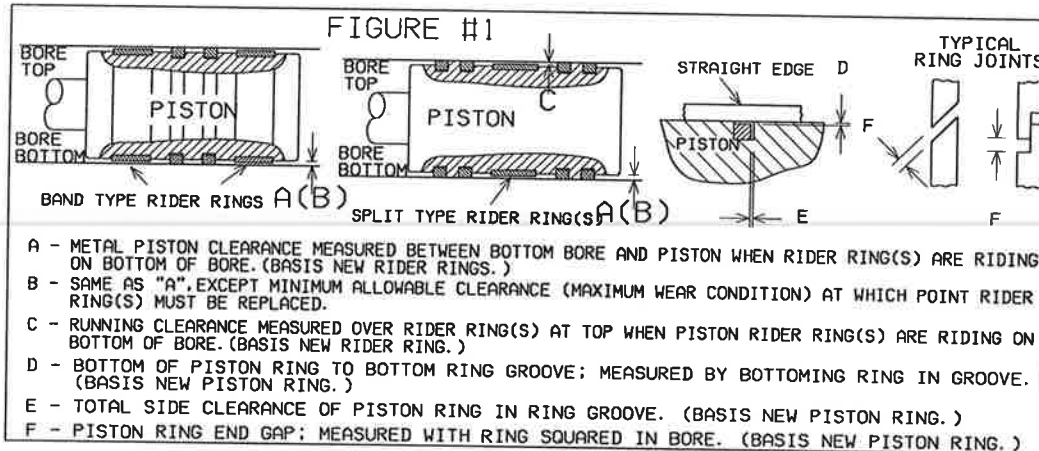 FIGURE #1
BORE
TOP
PISTON
BORE
BOTTOM
BAND TYPE RIDER RINGS A(B)
BORE
TOP
C
PISTON
BORE
BOTTOM
SPLIT TYPE RIDER RING(S) A(B)
STRAIGHT EDGE D
PISTON
E
TYPICAL
RING JOINTS
F
F
A - METAL PISTON CLEARANCE MEASURED BETWEEN BOTTOM BORE AND PISTON WHEN RIDER RING(S) ARE RIDING
ON BOTTOM OF BORE. (BASIS NEW RIDER RINGS.)
B - SAME AS "A". EXCEPT MINIMUM ALLOWABLE CLEARANCE (MAXIMUM WEAR CONDITION) AT WHICH POINT RIDER
RING(S) MUST BE REPLACED.
C - RUNNING CLEARANCE MEASURED OVER RIDER RING(S) AT TOP WHEN PISTON RIDER RING(S) ARE RIDING ON
BOTTOM OF BORE. (BASIS NEW RIDER RING.)
D - BOTTOM OF PISTON RING TO BOTTOM RING GROOVE; MEASURED BY BOTTOMING RING IN GROOVE.
(BASIS NEW PISTON RING.)
E - TOTAL SIDE CLEARANCE OF PISTON RING IN RING GROOVE. (BASIS NEW PISTON RING.)
F - PISTON RING END GAP; MEASURED WITH RING SQUARED IN BORE. (BASIS NEW PISTON RING.)